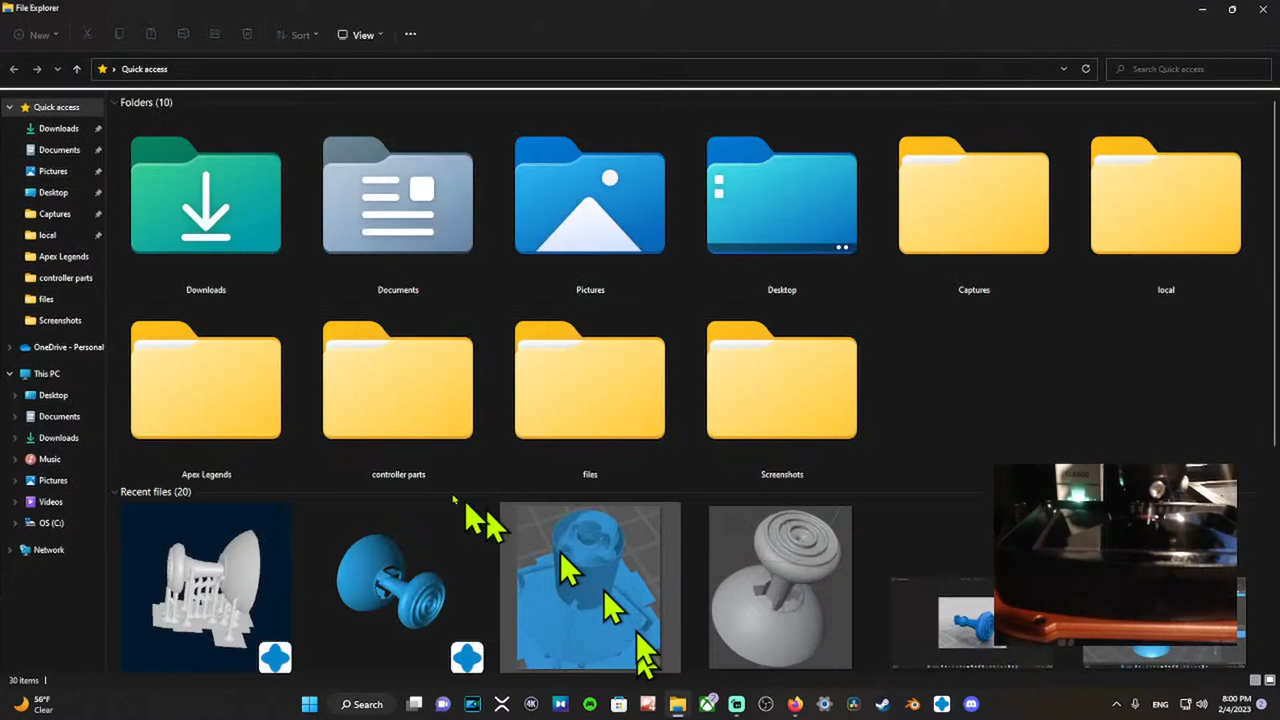 File Explorer
New
Sort
View
Quick access
Search Quick access
Quick access
Downloads
Documents
Pictures
Desktop
Captures
local
Apex Legends
controller parts
files
Screenshots
OneDrive - Personal
This PC
Desktop
Documents
Downloads
Music
Pictures
Videos
OS (C:)
Network
Folders (10)
Downloads
Documents
Pictures
Desktop
Captures
local
Apex Legends
controller parts
files
Screenshots
Recent files (20)
30 items
56°F
Clear
Search
8:00 PM
2/4/2023